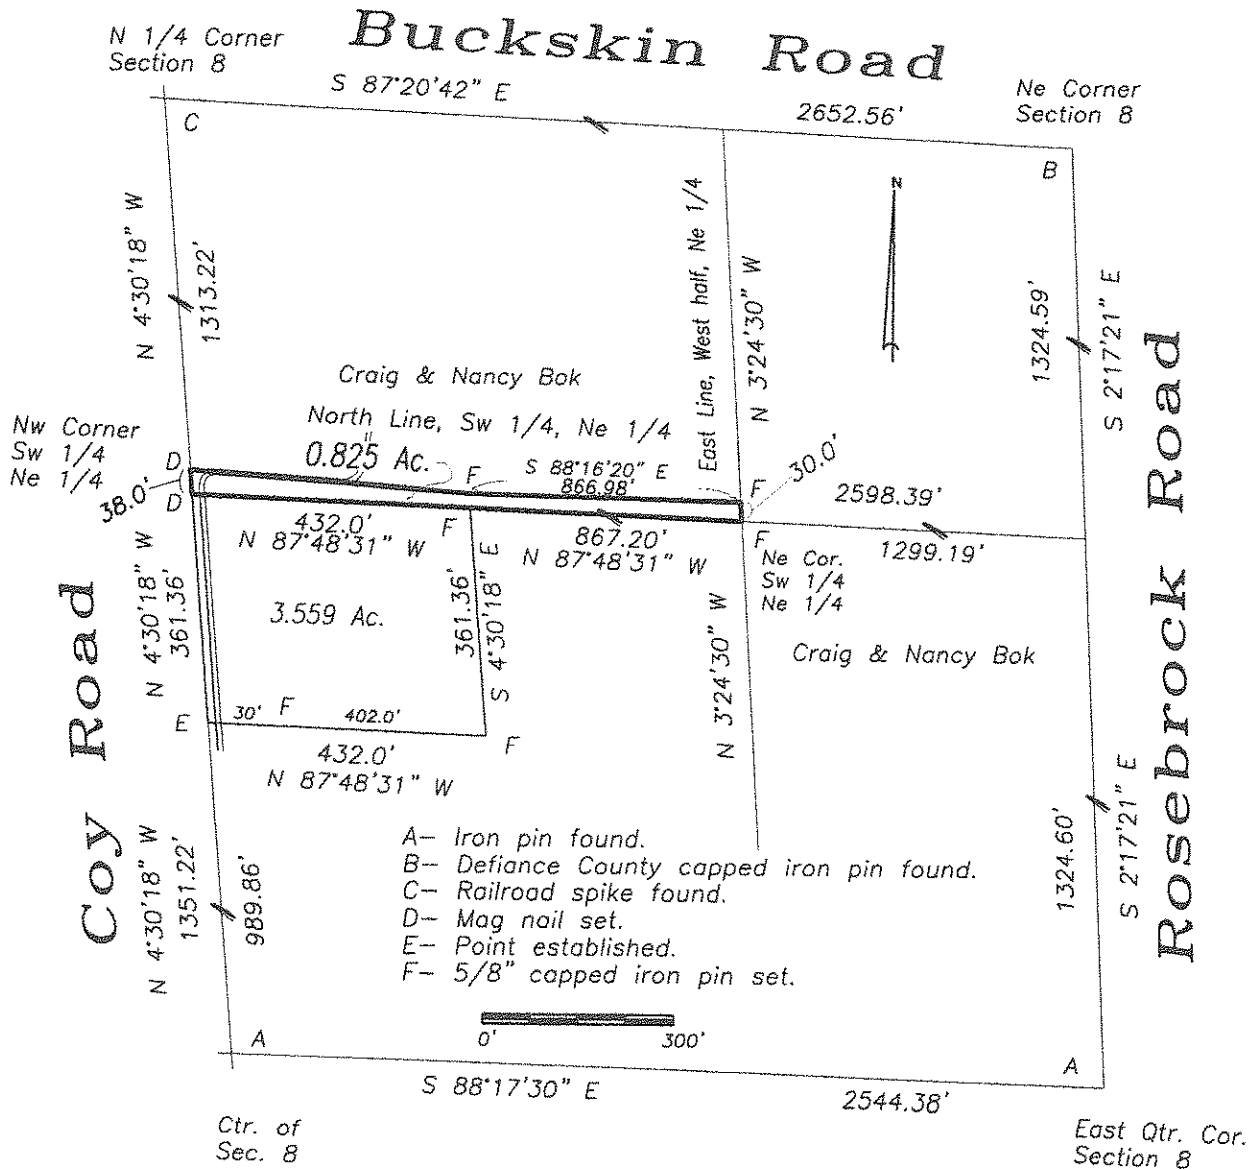 Buckskin Road
N 1/4 Corner
Section 8
S 87°20'42" E
2652.56'
Ne Corner
Section 8
C
B
N
N 4°30'18" W
1313.22'
East Line, West half, Ne 1/4
N 3°24'30" W
1324.59'
S 2°17'21" E
Craig & Nancy Bok
North Line, Sw 1/4, Ne 1/4
Nw Corner
Sw 1/4
Ne 1/4
D
D
38.0'
0.825 Ac.
F
S 88°16'20" E
866.98'
F
30.0'
2598.39'
432.0'
N 87°48'31" W
F
867.20'
N 87°48'31" W
F
1299.19'
Ne Cor.
Sw 1/4
Ne 1/4
N 4°30'18" W
361.36'
3.559 Ac.
361.36'
S 4°30'18" E
N 3°24'30" W
Craig & Nancy Bok
Coy Road
Rosebrock Road
E
30'
F
402.0'
F
432.0'
N 87°48'31" W
N 4°30'18" W
1351.22'
989.86'
A– Iron pin found.
B– Defiance County capped iron pin found.
C– Railroad spike found.
D– Mag nail set.
E– Point established.
F– 5/8" capped iron pin set.
1324.60'
S 2°17'21" E
0'
300'
A
A
S 88°17'30" E
2544.38'
Ctr. of
Sec. 8
East Qtr. Cor.
Section 8